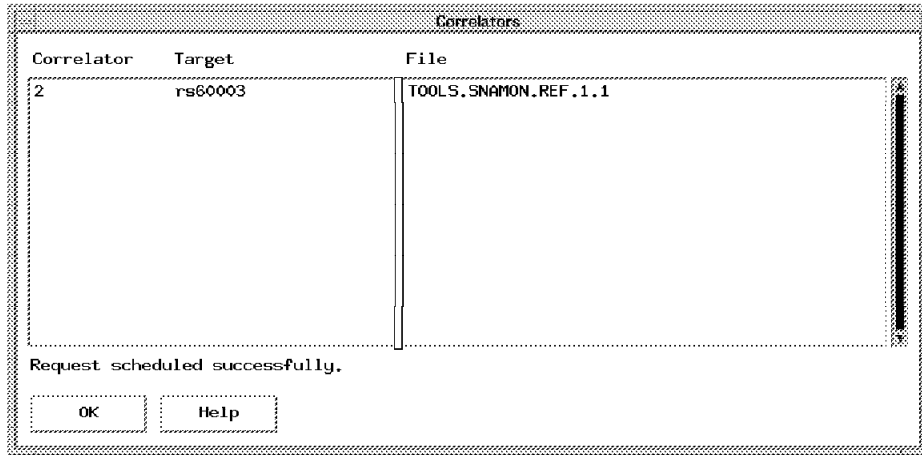 Correlators
Correlator Target File
2 rs60003 TOOLS.SNAMON.REF.1.1
Request scheduled successfully.
OK Help